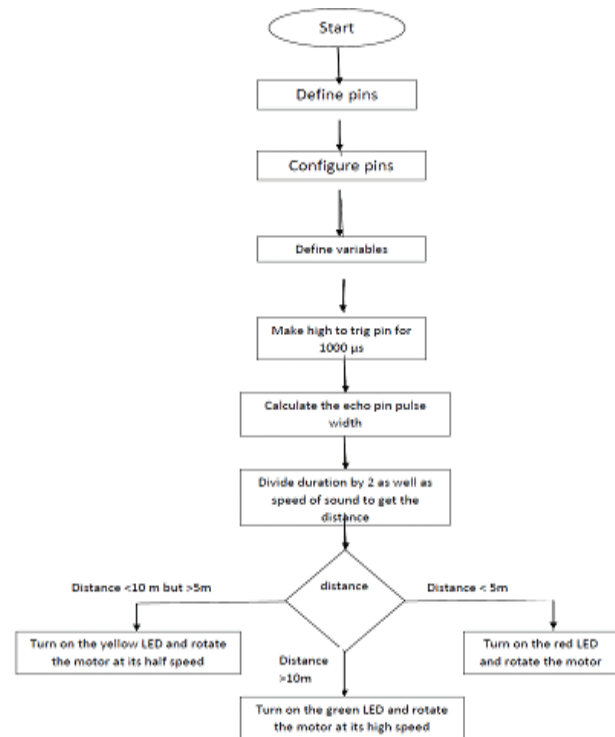 Start
Define pins
Configure pins
Define variables
Make high to trig pin for
1000 µs
Calculate the echo pin pulse
width
Divide duration by 2 as well as
speed of sound to get the
distance
distance
Distance <10 m but >5m
Distance < 5m
Turn on the yellow LED and rotate
the motor at its half speed
Distance
>10m
Turn on the red LED
and rotate the motor
Turn on the green LED and rotate
the motor at its high speed